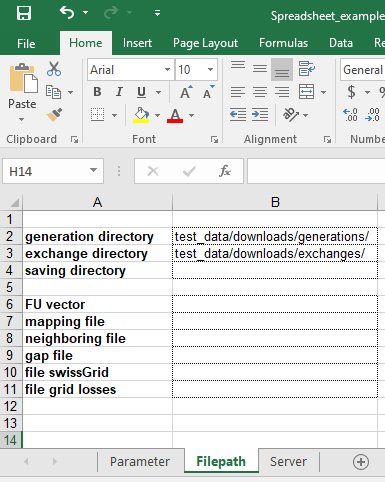 Spreadsheet_example
File Home Insert Page Layout Formulas Data Re
Paste
Arial 10
B I U A A
A
General
%
Clipboard Font Alignment Numb
H14 fx
A B
1
2 generation directory test_data/downloads/generations/
3 exchange directory test_data/downloads/exchanges/
4 saving directory
5
6 FU vector
7 mapping file
8 neighboring file
9 gap file
10 file swissGrid
11 file grid losses
12
13
14
Parameter Filepath Server